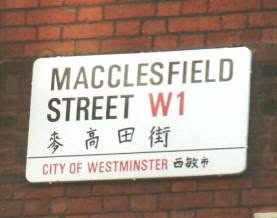 MACCLESFIELD
STREET W1
麥高田街
CITY OF WESTMINSTER 西敏市